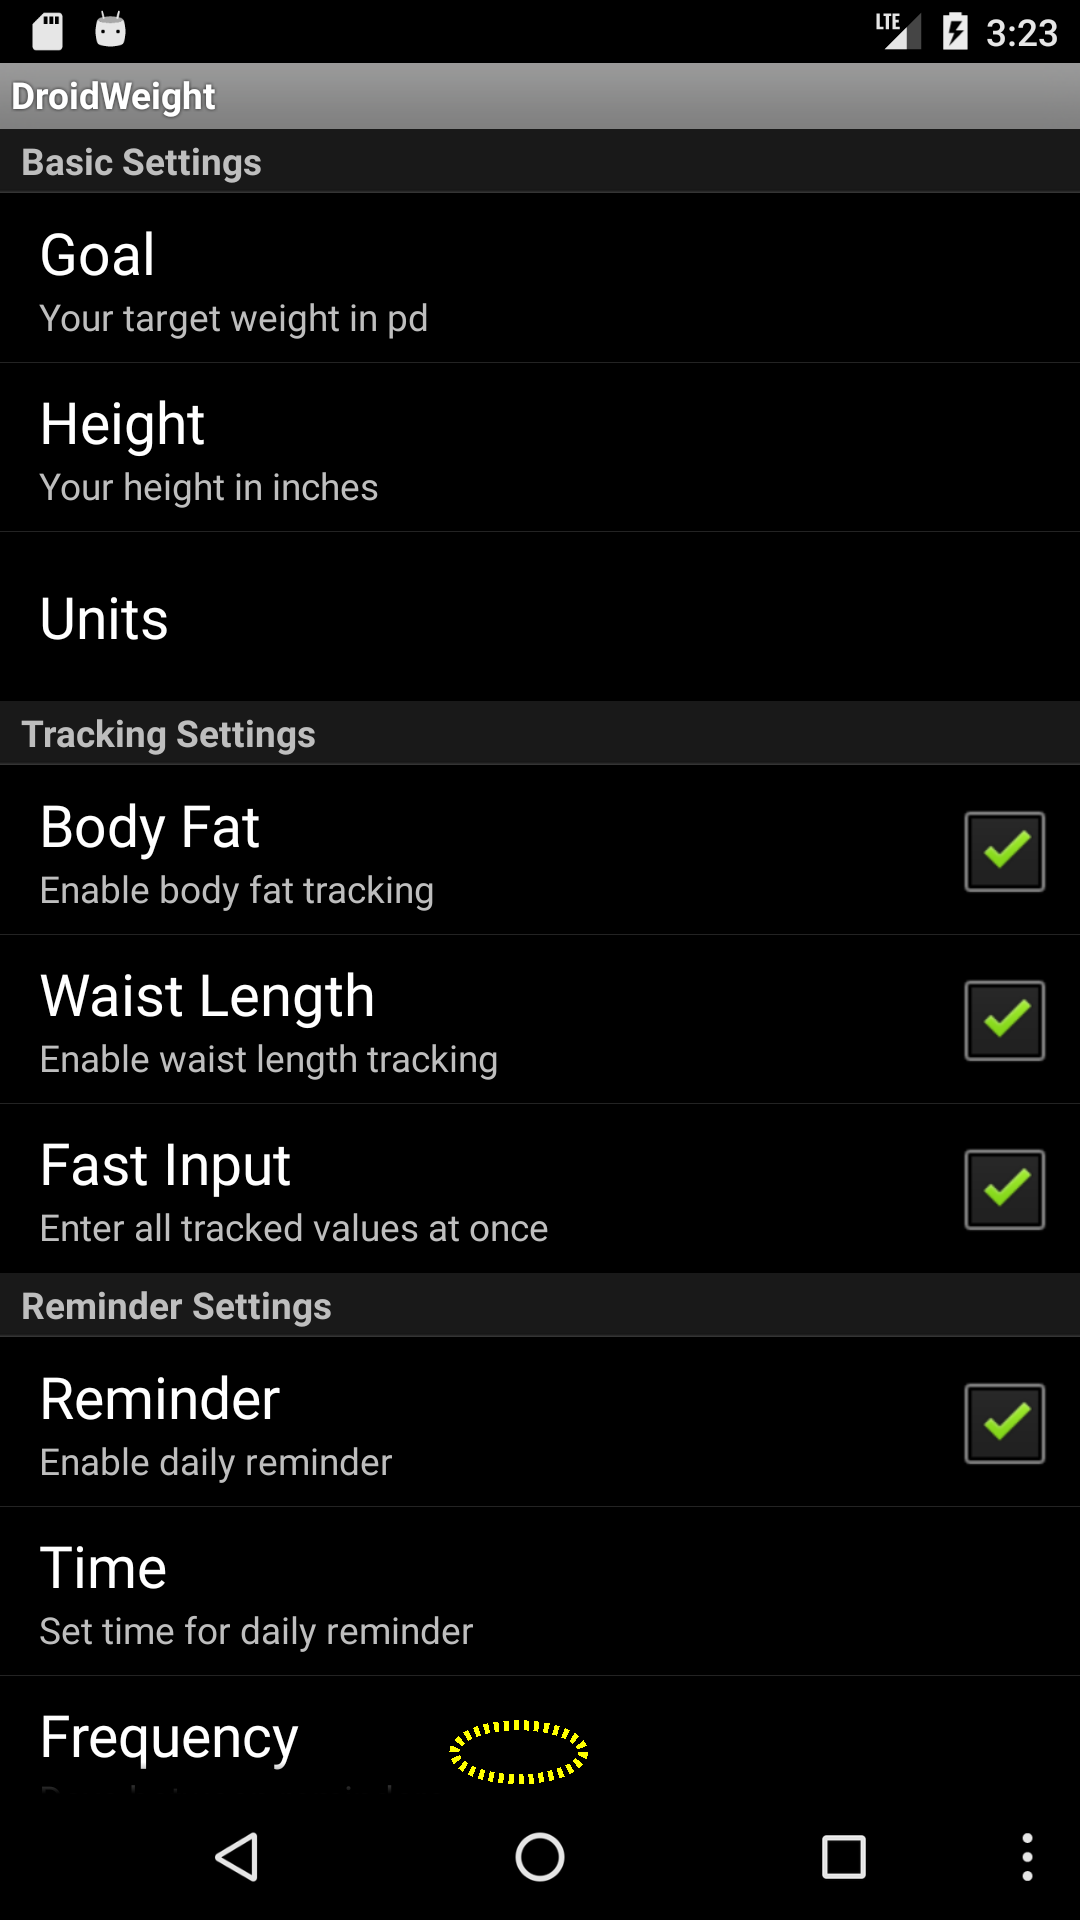 LTE 3:23
DroidWeight
Basic Settings
Goal
Your target weight in pd
Height
Your height in inches
Units
Tracking Settings
Body Fat
Enable body fat tracking
Waist Length
Enable waist length tracking
Fast Input
Enter all tracked values at once
Reminder Settings
Reminder
Enable daily reminder
Time
Set time for daily reminder
Frequency